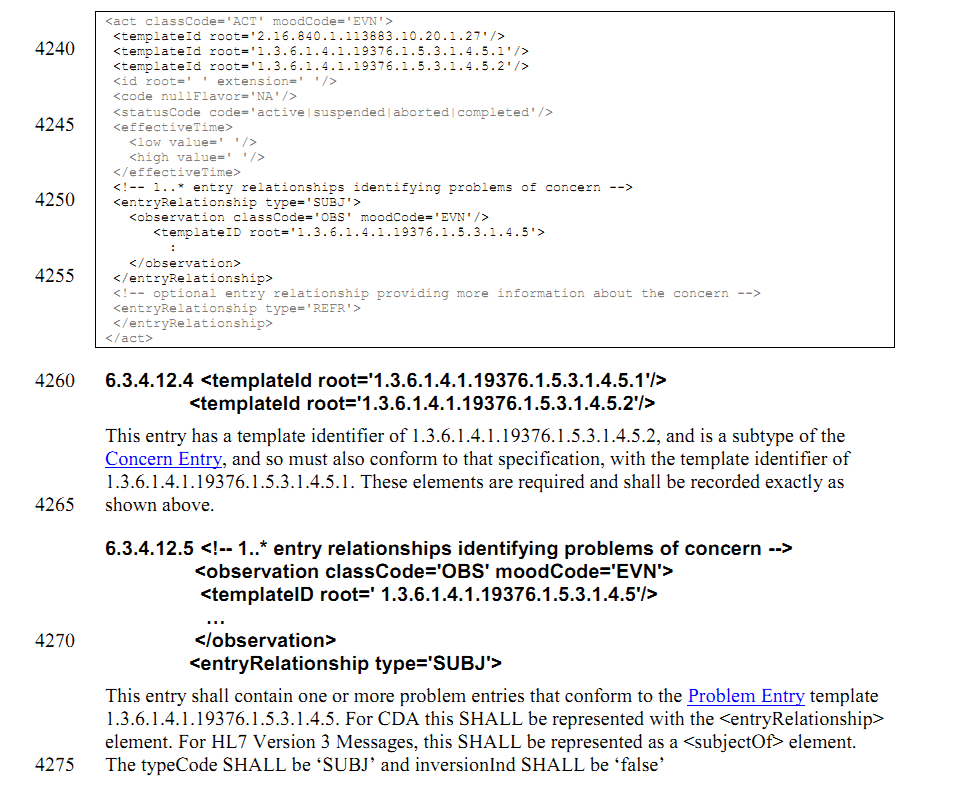 <act classCode='ACT' moodCode='EVN'>
<templateId root='2.16.840.1.113883.10.20.1.27'/>
4240 <templateId root='1.3.6.1.4.1.19376.1.5.3.1.4.5.1'/>
<templateId root='1.3.6.1.4.1.19376.1.5.3.1.4.5.2'/>
<id root=' ' extension=' '/>
<code nullFlavor='NA'/>
<statusCode code='active|suspended|aborted|completed'/>
4245 <effectiveTime>
<low value=' '/>
<high value=' '/>
</effectiveTime>
<!-- 1..* entry relationships identifying problems of concern -->
4250 <entryRelationship type='SUBJ'>
<observation classCode='OBS' moodCode='EVN'/>
<templateID root='1.3.6.1.4.1.19376.1.5.3.1.4.5'>
:
</observation>
4255 </entryRelationship>
<!-- optional entry relationship providing more information about the concern -->
<entryRelationship type='REFR'>
</entryRelationship>
</act>
4260 6.3.4.12.4 <templateId root='1.3.6.1.4.1.19376.1.5.3.1.4.5.1'/>
<templateId root='1.3.6.1.4.1.19376.1.5.3.1.4.5.2'/>
This entry has a template identifier of 1.3.6.1.4.1.19376.1.5.3.1.4.5.2, and is a subtype of the
Concern Entry, and so must also conform to that specification, with the template identifier of
1.3.6.1.4.1.19376.1.5.3.1.4.5.1. These elements are required and shall be recorded exactly as
4265 shown above.
6.3.4.12.5 <!-- 1..* entry relationships identifying problems of concern -->
<observation classCode='OBS' moodCode='EVN'>
<templateID root=' 1.3.6.1.4.1.19376.1.5.3.1.4.5'/>
…
4270 </observation>
<entryRelationship type='SUBJ'>
This entry shall contain one or more problem entries that conform to the Problem Entry template
1.3.6.1.4.1.19376.1.5.3.1.4.5. For CDA this SHALL be represented with the <entryRelationship>
element. For HL7 Version 3 Messages, this SHALL be represented as a <subjectOf> element.
4275 The typeCode SHALL be ‘SUBJ’ and inversionInd SHALL be ‘false’